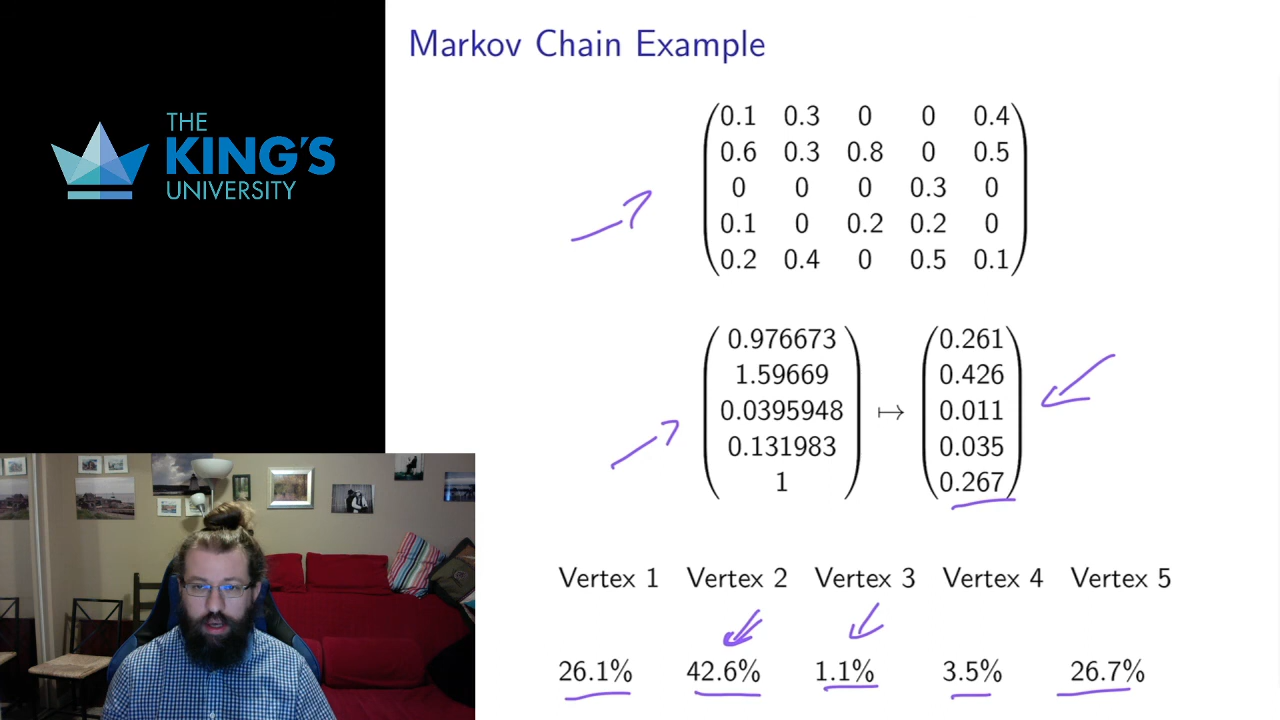 THE
KING'S
UNIVERSITY
Markov Chain Example
0.1 0.3 0 0 0.4
0.6 0.3 0.8 0 0.5
0 0 0 0.3 0
0.1 0 0.2 0.2 0
0.2 0.4 0 0.5 0.1
0.976673
1.59669
0.0395948
0.131983
1
↦
0.261
0.426
0.011
0.035
0.267
Vertex 1 Vertex 2 Vertex 3 Vertex 4 Vertex 5
26.1% 42.6% 1.1% 3.5% 26.7%